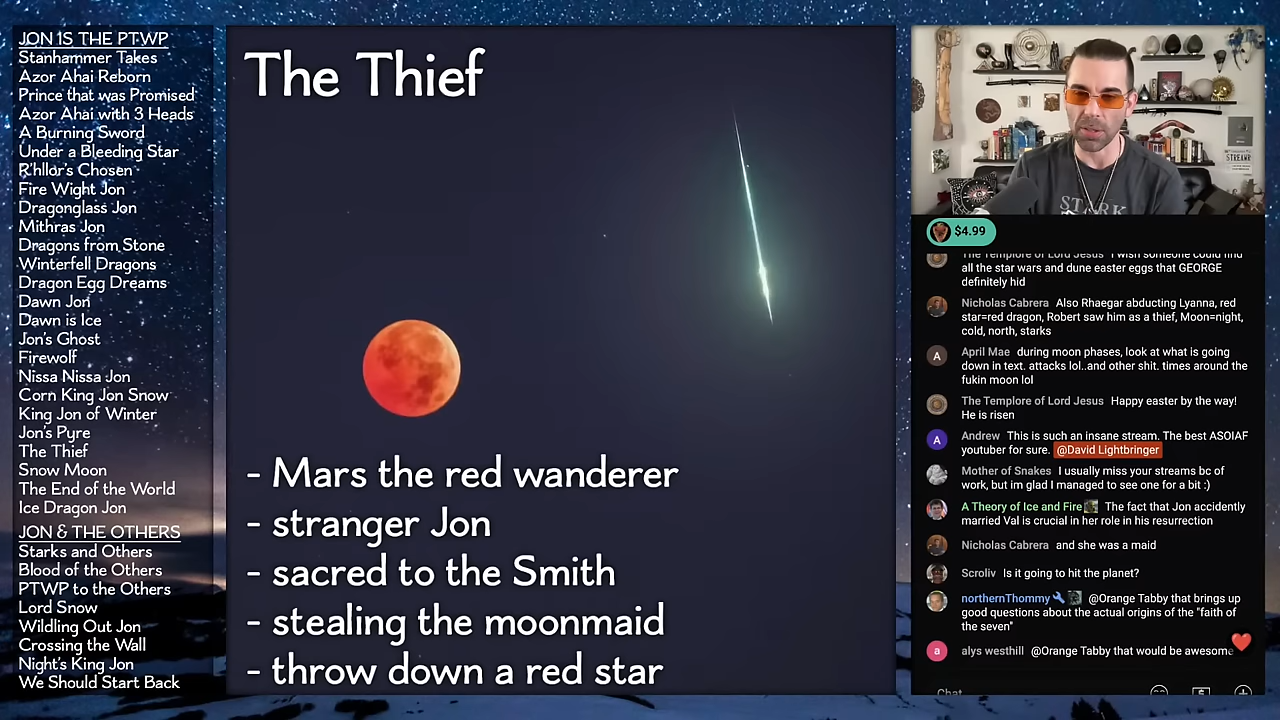 JON IS THE PTWP
Stanhammer Takes
Azor Ahai Reborn
Prince that was Promised
Azor Ahai with 3 Heads
A Burning Sword
Under a Bleeding Star
R'hllor's Chosen
Fire Wight Jon
Dragonglass Jon
Mithras Jon
Dragons from Stone
Winterfell Dragons
Dragon Egg Dreams
Dawn Jon
Dawn is Ice
Jon's Ghost
Firewolf
Nissa Nissa Jon
Corn King Jon Snow
King Jon of Winter
Jon's Pyre
The Thief
Snow Moon
The End of the World
Ice Dragon Jon
JON & THE OTHERS
Starks and Others
Blood of the Others
PTWP to the Others
Lord Snow
Wildling Out Jon
Crossing the Wall
Night's King Jon
We Should Start Back
The Thief
- Mars the red wanderer
- stranger Jon
- sacred to the Smith
- stealing the moonmaid
- throw down a red star
STARK
$4.99
The Templore of Lord Jesus I wish someone could find
all the star wars and dune easter eggs that GEORGE
definitely hid
Nicholas Cabrera Also Rhaegar abducting Lyanna, red
star=red dragon, Robert saw him as a thief, Moon=night,
cold, north, starks
A April Mae during moon phases, look at what is going
down in text. attacks lol..and other shit. times around the
fukin moon lol
The Templore of Lord Jesus Happy easter by the way!
He is risen
A Andrew This is such an insane stream. The best ASOIAF
youtuber for sure. @David Lightbringer
Mother of Snakes I usually miss your streams bc of
work, but im glad I managed to see one for a bit :)
A Theory of Ice and Fire The fact that Jon accidently
married Val is crucial in her role in his resurrection
Nicholas Cabrera and she was a maid
Scroliv Is it going to hit the planet?
northernThommy @Orange Tabby that brings up
good questions about the actual origins of the "faith of
the seven"
a alys westhill @Orange Tabby that would be awesome
Chat